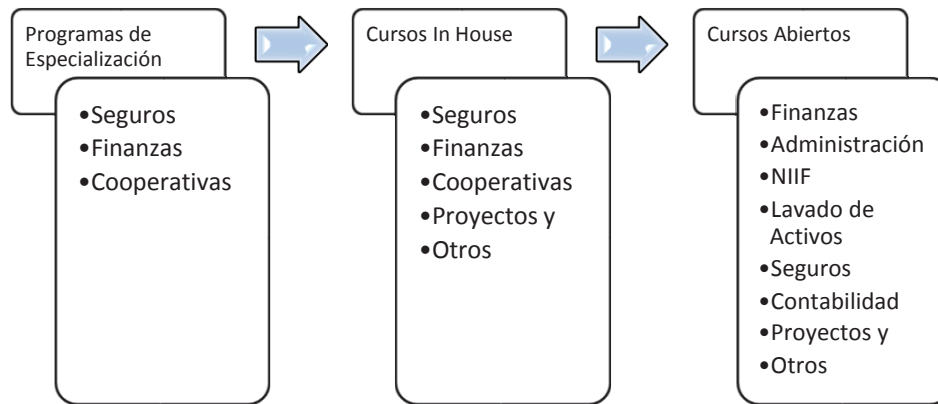 Programas de
Especialización
•Seguros
•Finanzas
•Cooperativas
Cursos In House
•Seguros
•Finanzas
•Cooperativas
•Proyectos y
•Otros
Cursos Abiertos
•Finanzas
•Administración
•NIIF
•Lavado de
Activos
•Seguros
•Contabilidad
•Proyectos y
•Otros